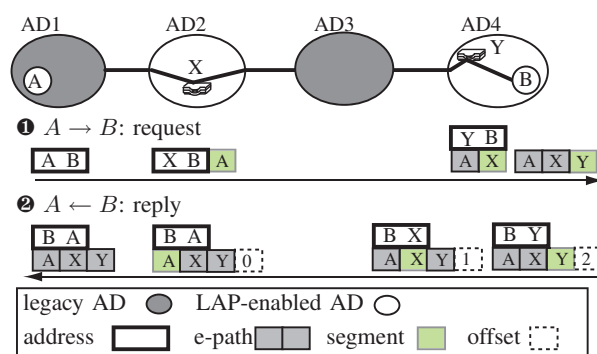 AD1 AD2 AD3 AD4
A X Y B
❶ A → B: request
A B X B A Y B
A X A X Y
❷ A ← B: reply
B A B A B X B Y
A X Y A X Y 0 A X Y 1 A X Y 2
legacy AD LAP-enabled AD
address e-path segment offset